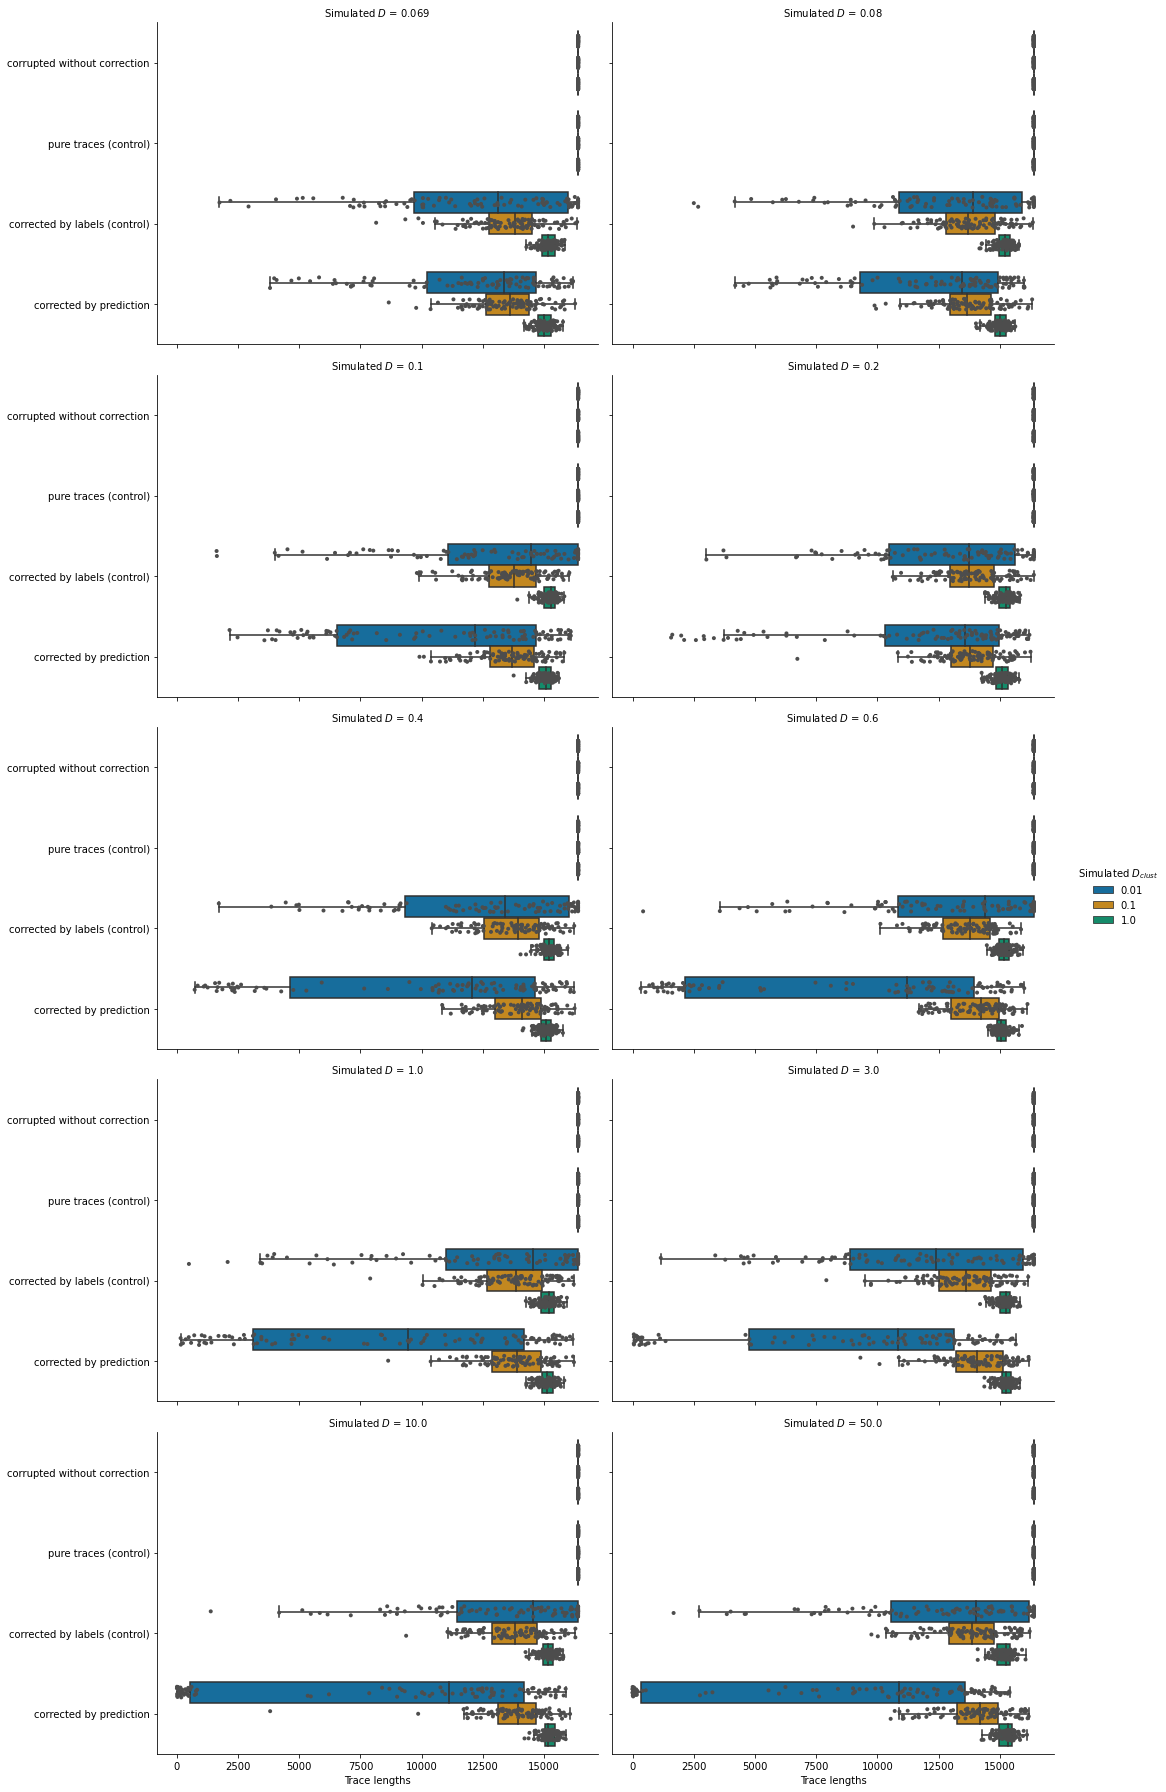 Simulated D = 0.069
Simulated D = 0.08
corrupted without correction
pure traces (control)
corrected by labels (control)
corrected by prediction
Simulated D = 0.1
Simulated D = 0.2
corrupted without correction
pure traces (control)
corrected by labels (control)
corrected by prediction
Simulated D = 0.4
Simulated D = 0.6
corrupted without correction
pure traces (control)
corrected by labels (control)
corrected by prediction
Simulated D_clust
0.01
0.1
1.0
Simulated D = 1.0
Simulated D = 3.0
corrupted without correction
pure traces (control)
corrected by labels (control)
corrected by prediction
Simulated D = 10.0
Simulated D = 50.0
corrupted without correction
pure traces (control)
corrected by labels (control)
corrected by prediction
0 2500 5000 7500 10000 12500 15000
0 2500 5000 7500 10000 12500 15000
Trace lengths
Trace lengths